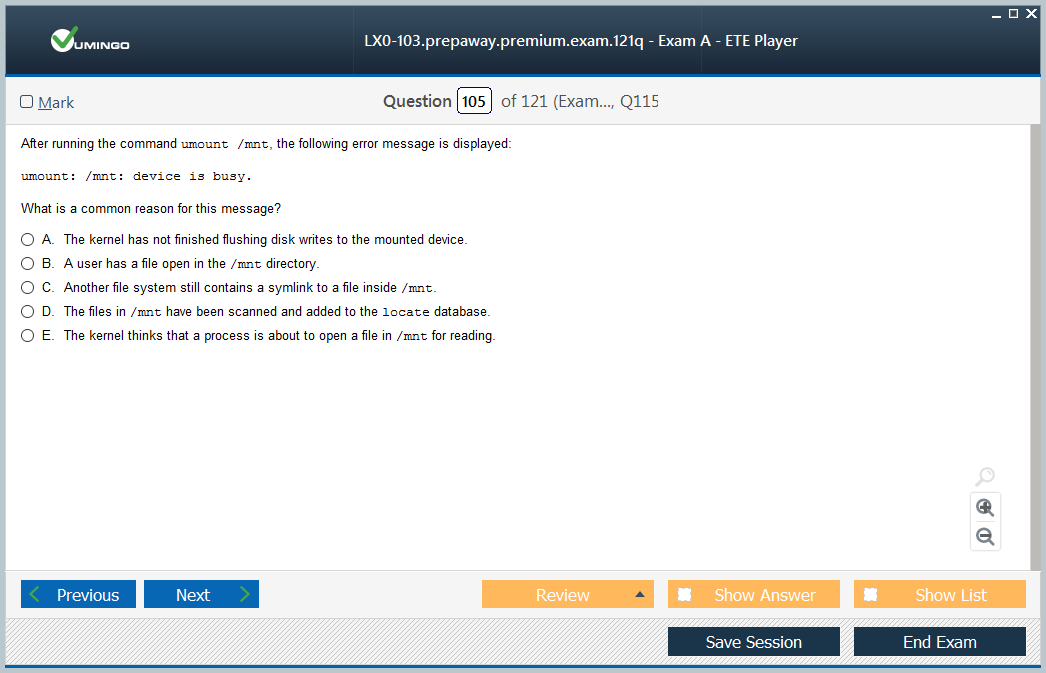 VUMINGO
LX0-103.prepaway.premium.exam.121q - Exam A - ETE Player
Mark
Question 105 of 121 (Exam..., Q115
After running the command umount /mnt, the following error message is displayed:
umount: /mnt: device is busy.
What is a common reason for this message?
A. The kernel has not finished flushing disk writes to the mounted device.
B. A user has a file open in the /mnt directory.
C. Another file system still contains a symlink to a file inside /mnt.
D. The files in /mnt have been scanned and added to the locate database.
E. The kernel thinks that a process is about to open a file in /mnt for reading.
Previous Next Review Show Answer Show List
Save Session End Exam